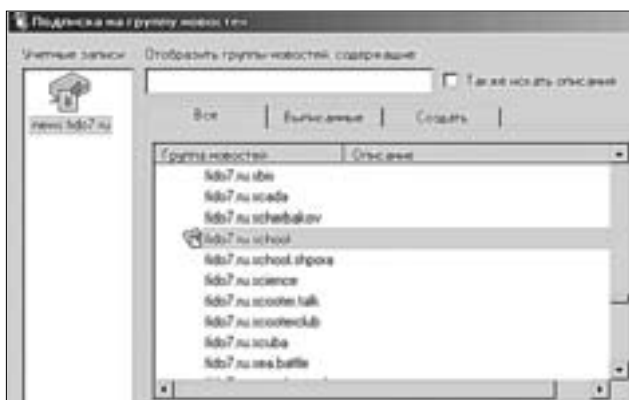 Подписка на группу новостей
Учетные записи
Отобразить группы новостей, содержащие:
Также искать описания
news.fido7.ru
Все
Выписанные
Создать
Группа новостей
Описание
fido7.ru.sbis
fido7.ru.scada
fido7.ru.scherbakov
fido7.ru.school
fido7.ru.school.shpora
fido7.ru.science
fido7.ru.scooter.talk
fido7.ru.scooterclub
fido7.ru.scuba
fido7.ru.sea.battle